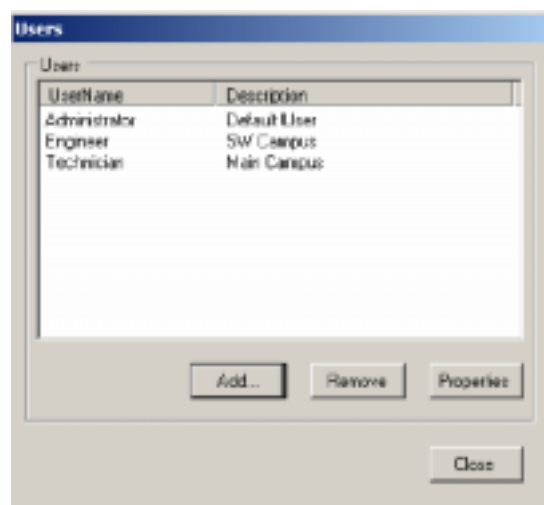 Users
Users
UserName Description
Administrator Default User
Engineer SW Campus
Technician Main Campus
Add... Remove Properties
Close